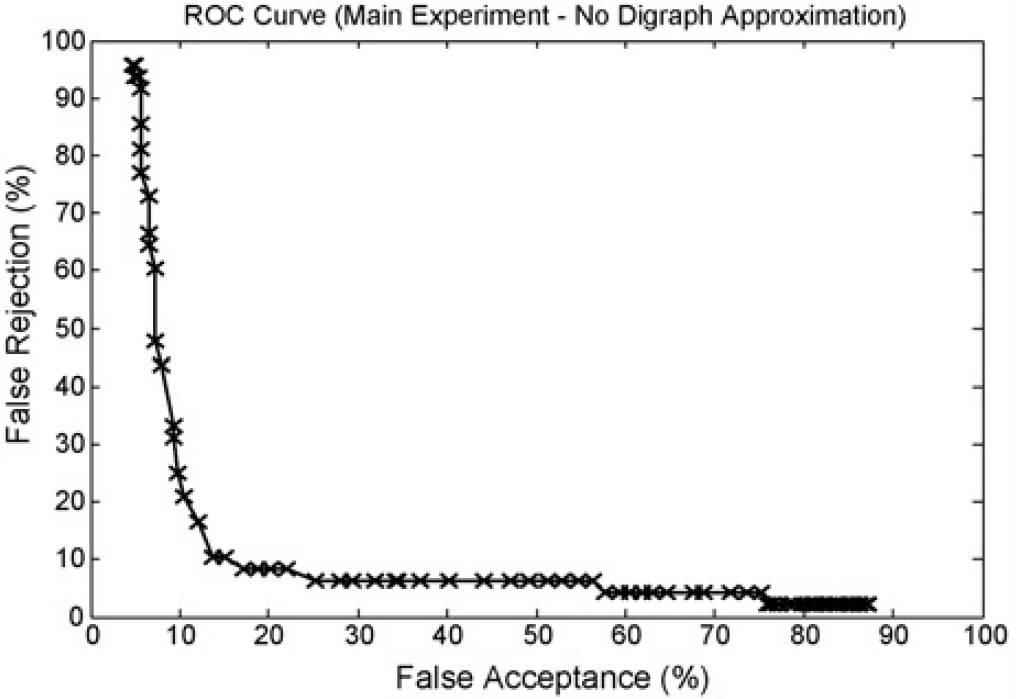 ROC Curve (Main Experiment - No Digraph Approximation)
100
90
80
70
60
50
40
30
20
10
0
False Rejection (%)
0 10 20 30 40 50 60 70 80 90 100
False Acceptance (%)